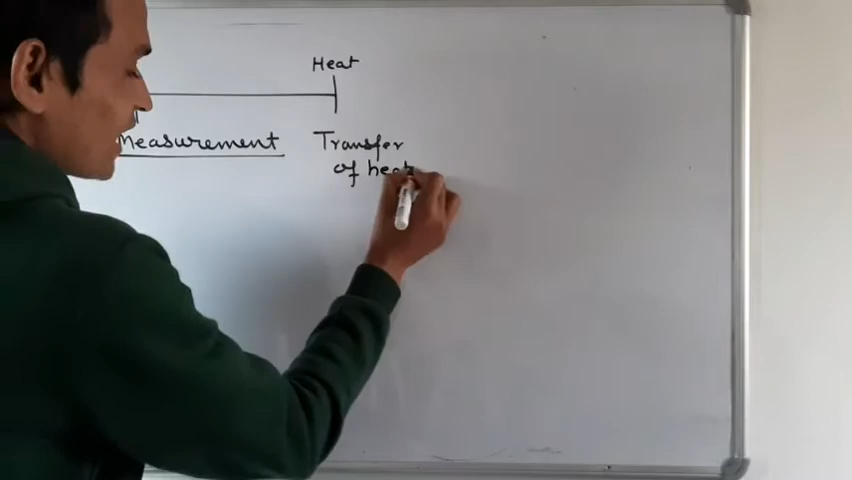 Heat
Measurement
Transfer
of heat